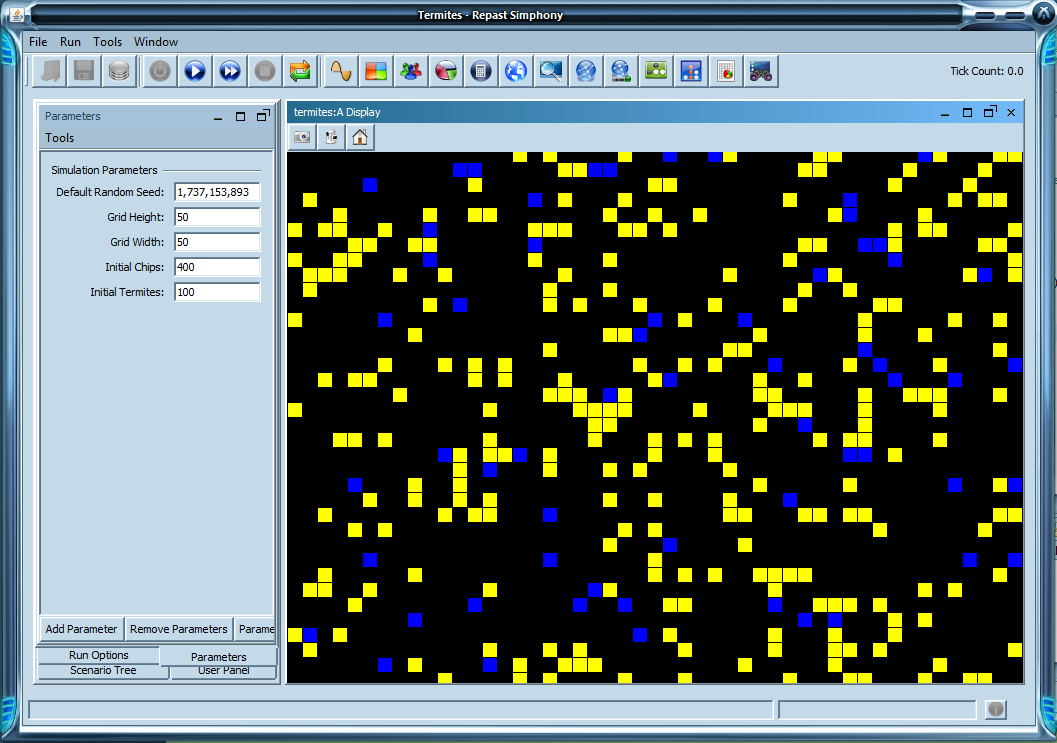 Termites - Repast Simphony
File Run Tools Window
Tick Count: 0.0
Parameters
Tools
Simulation Parameters
Default Random Seed: 1,737,153,893
Grid Height: 50
Grid Width: 50
Initial Chips: 400
Initial Termites: 100
Add Parameter Remove Parameters Parame
Run Options Parameters
Scenario Tree User Panel
termites:A Display